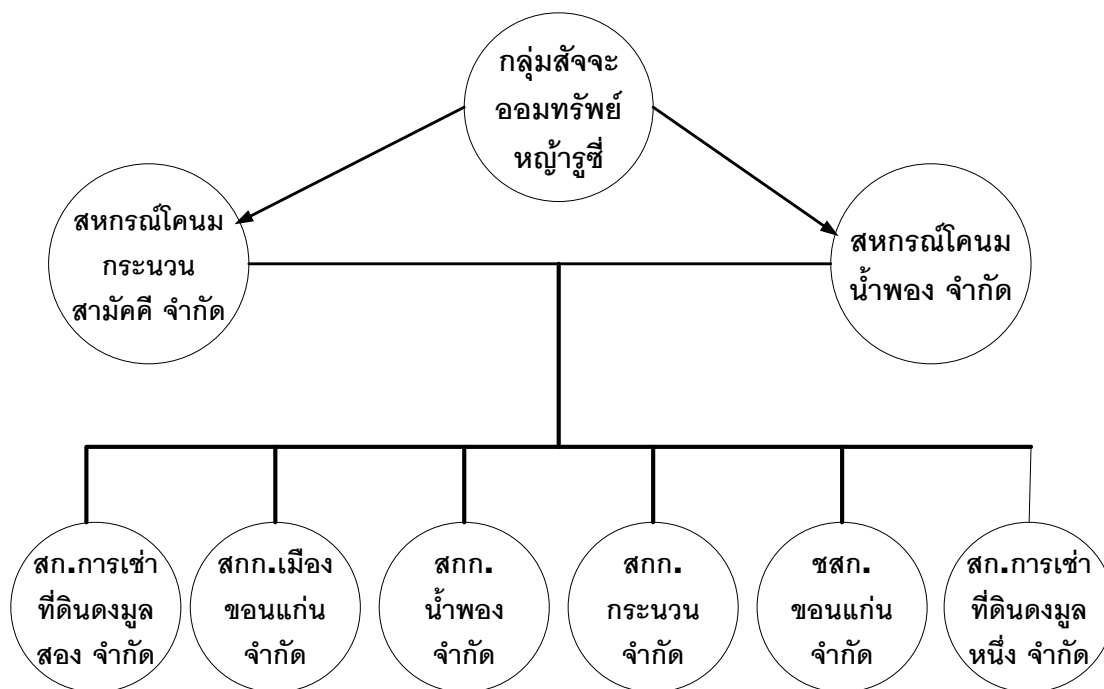 กลุ่มสัจจะ
ออมทรัพย์
หญ้ารูซี่
สหกรณ์โคนม
กระนวน
สามัคคี จำกัด
สหกรณ์โคนม
น้ำพอง จำกัด
สก.การเช่า
ที่ดินดงมูล
สอง จำกัด
สกก.เมือง
ขอนแก่น
จำกัด
สกก.
น้ำพอง
จำกัด
สกก.
กระนวน
จำกัด
ชสก.
ขอนแก่น
จำกัด
สก.การเช่า
ที่ดินดงมูล
หนึ่ง จำกัด